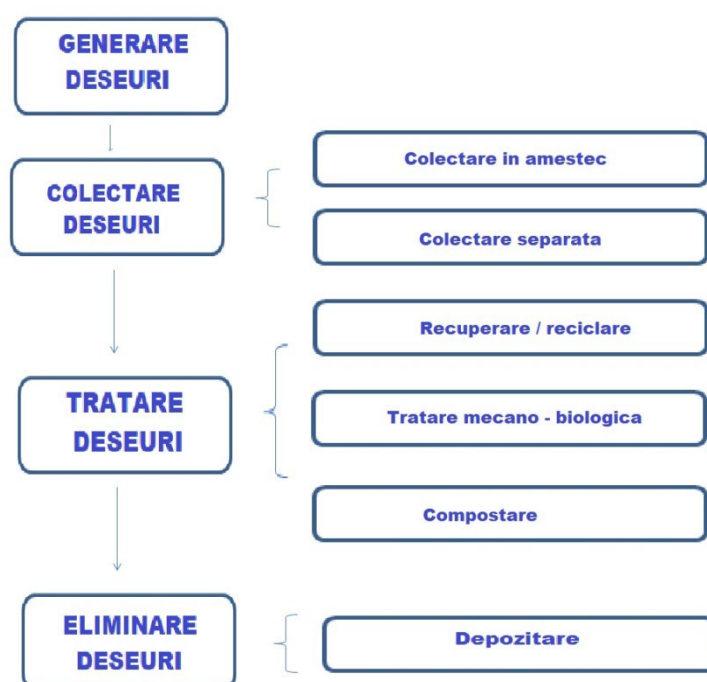 GENERARE
DESEURI
Colectare in amestec
COLECTARE
DESEURI
Colectare separata
Recuperare / reciclare
TRATARE
DESEURI
Tratare mecano - biologica
Compostare
ELIMINARE
DESEURI
Depozitare